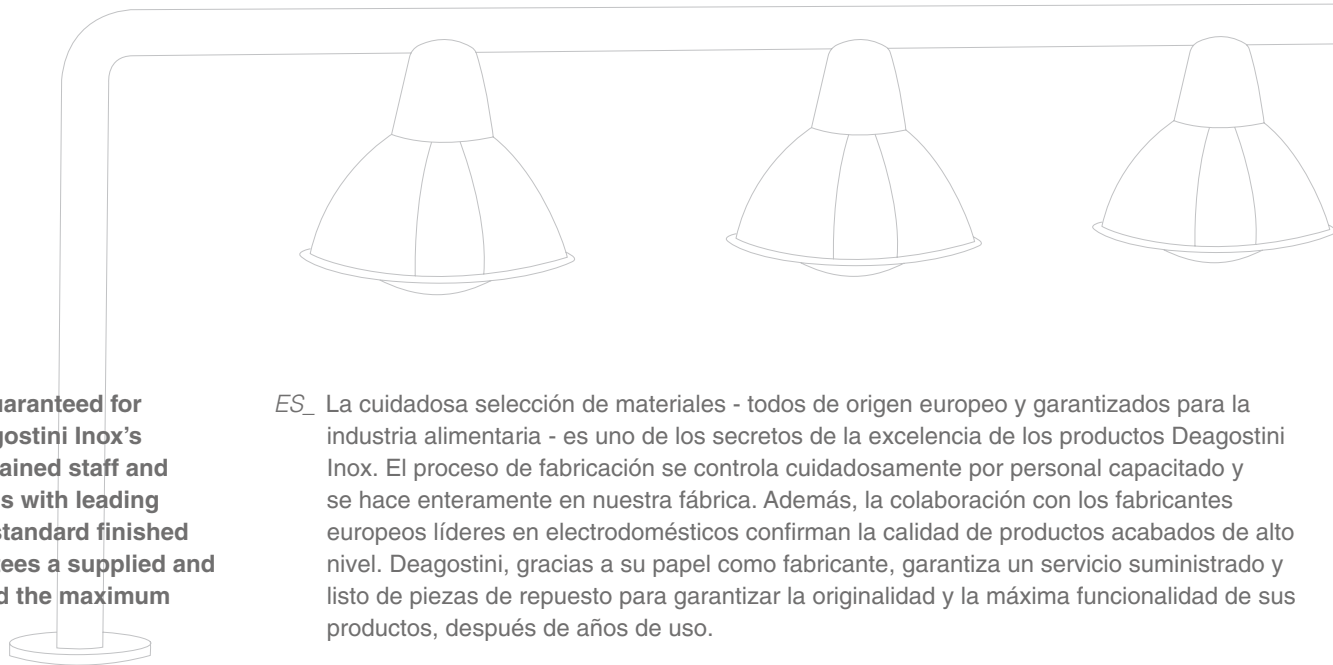 uaranteed for
gostini Inox’s
ained staff and
s with leading
standard finished
tees a supplied and
d the maximum
ES_ La cuidadosa selección de materiales - todos de origen europeo y garantizados para la
industria alimentaria - es uno de los secretos de la excelencia de los productos Deagostini
Inox. El proceso de fabricación se controla cuidadosamente por personal capacitado y
se hace enteramente en nuestra fábrica. Además, la colaboración con los fabricantes
europeos líderes en electrodomésticos confirman la calidad de productos acabados de alto
nivel. Deagostini, gracias a su papel como fabricante, garantiza un servicio suministrado y
listo de piezas de repuesto para garantizar la originalidad y la máxima funcionalidad de sus
productos, después de años de uso.